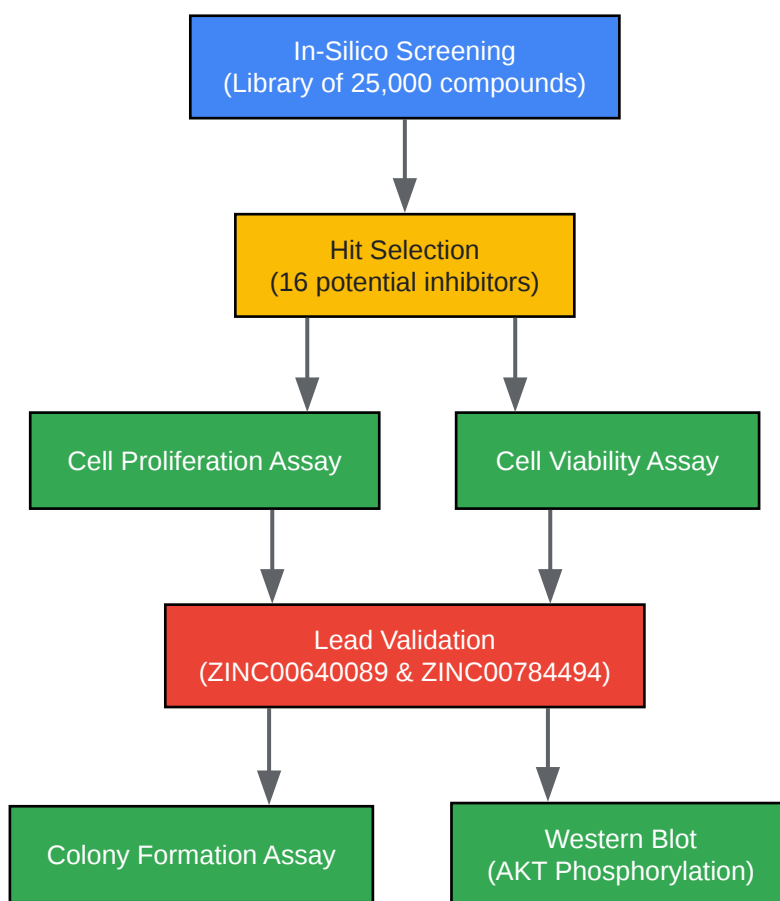 In-Silico Screening
(Library of 25,000 compounds)
Hit Selection
(16 potential inhibitors)
Cell Proliferation Assay
Cell Viability Assay
Lead Validation
(ZINC00640089 & ZINC00784494)
Colony Formation Assay
Western Blot
(AKT Phosphorylation)